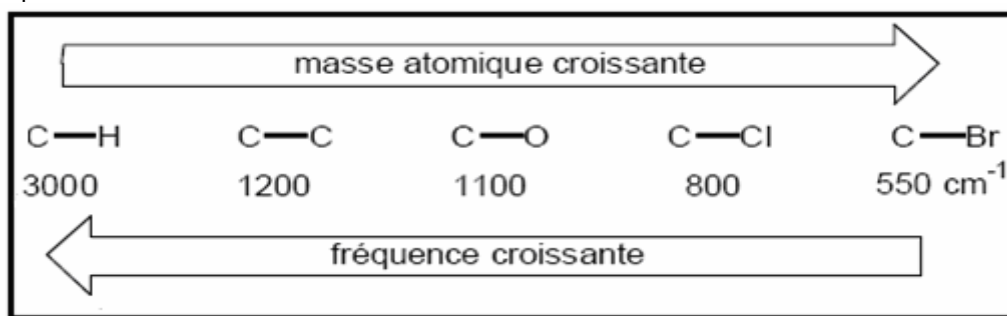 masse atomique croissante
C—H C—C C—O C—Cl C—Br
3000 1200 1100 800 550 cm⁻¹
fréquence croissante